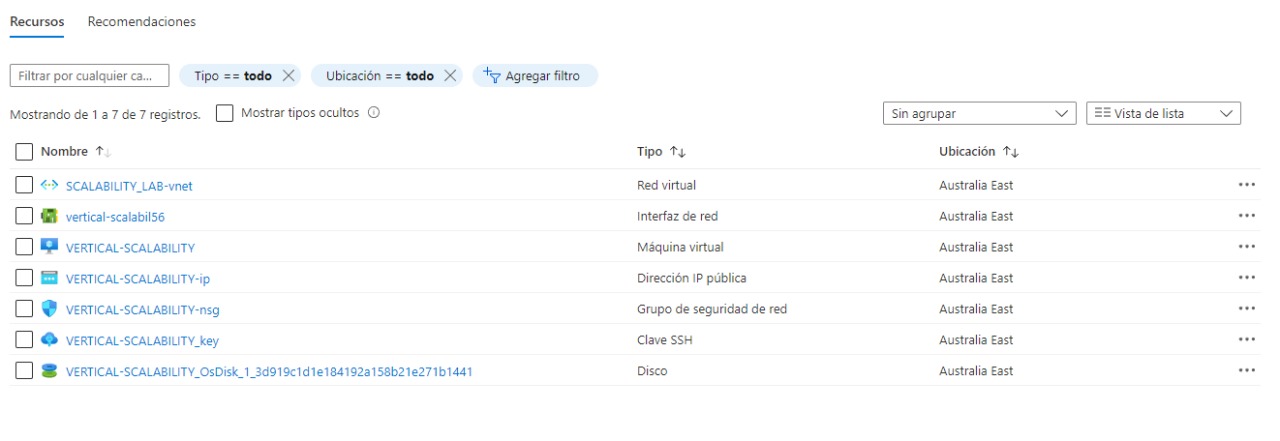 Recursos Recomendaciones
Filtrar por cualquier ca... Tipo == todo Ubicación == todo Agregar filtro
Mostrando de 1 a 7 de 7 registros. Mostrar tipos ocultos Sin agrupar Vista de lista
Nombre Tipo Ubicación
SCALABILITY_LAB-vnet Red virtual Australia East
vertical-scalabil56 Interfaz de red Australia East
VERTICAL-SCALABILITY Máquina virtual Australia East
VERTICAL-SCALABILITY-ip Dirección IP pública Australia East
VERTICAL-SCALABILITY-nsg Grupo de seguridad de red Australia East
VERTICAL-SCALABILITY_key Clave SSH Australia East
VERTICAL-SCALABILITY_OsDisk_1_3d919c1d1e184192a158b21e271b1441 Disco Australia East